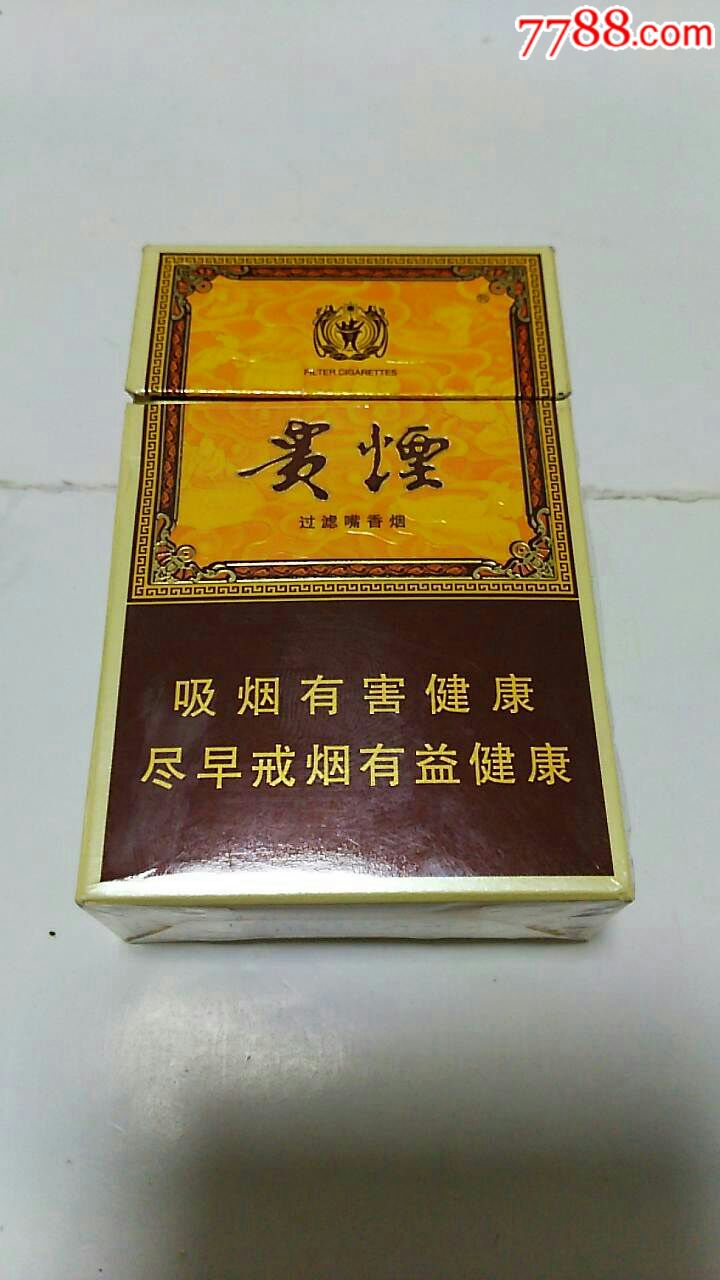 7788.com
®
FILTER CIGARETTES
贵煙
过滤嘴香烟
吸烟有害健康
尽早戒烟有益健康